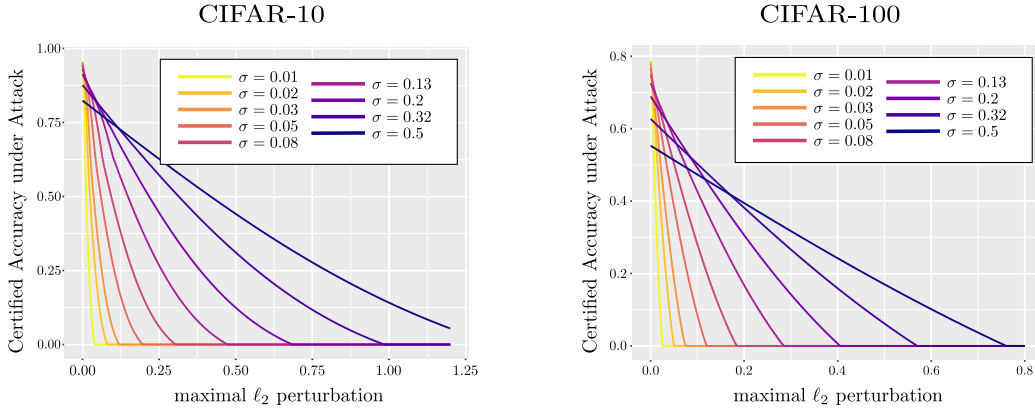 CIFAR-10
Certified Accuracy under Attack
1.00
0.75
0.50
0.25
0.00
σ = 0.01
σ = 0.02
σ = 0.03
σ = 0.05
σ = 0.08
σ = 0.13
σ = 0.2
σ = 0.32
σ = 0.5
0.00 0.25 0.50 0.75 1.00 1.25
maximal ℓ2 perturbation
CIFAR-100
Certified Accuracy under Attack
0.8
0.6
0.4
0.2
0.0
σ = 0.01
σ = 0.02
σ = 0.03
σ = 0.05
σ = 0.08
σ = 0.13
σ = 0.2
σ = 0.32
σ = 0.5
0.0 0.2 0.4 0.6 0.8
maximal ℓ2 perturbation